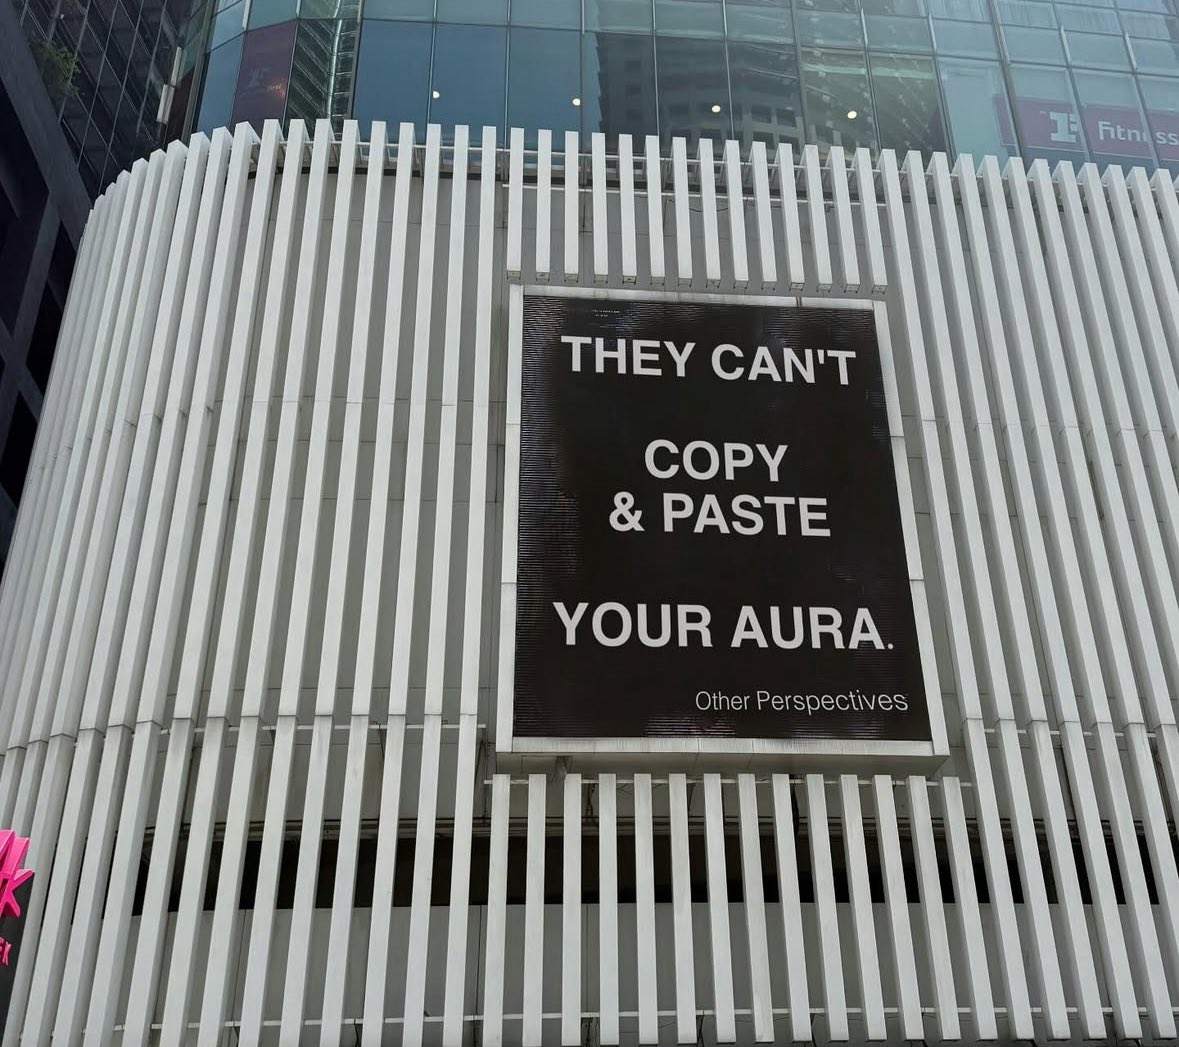 Fitness
THEY CAN'T
COPY
& PASTE
YOUR AURA.
Other Perspectives